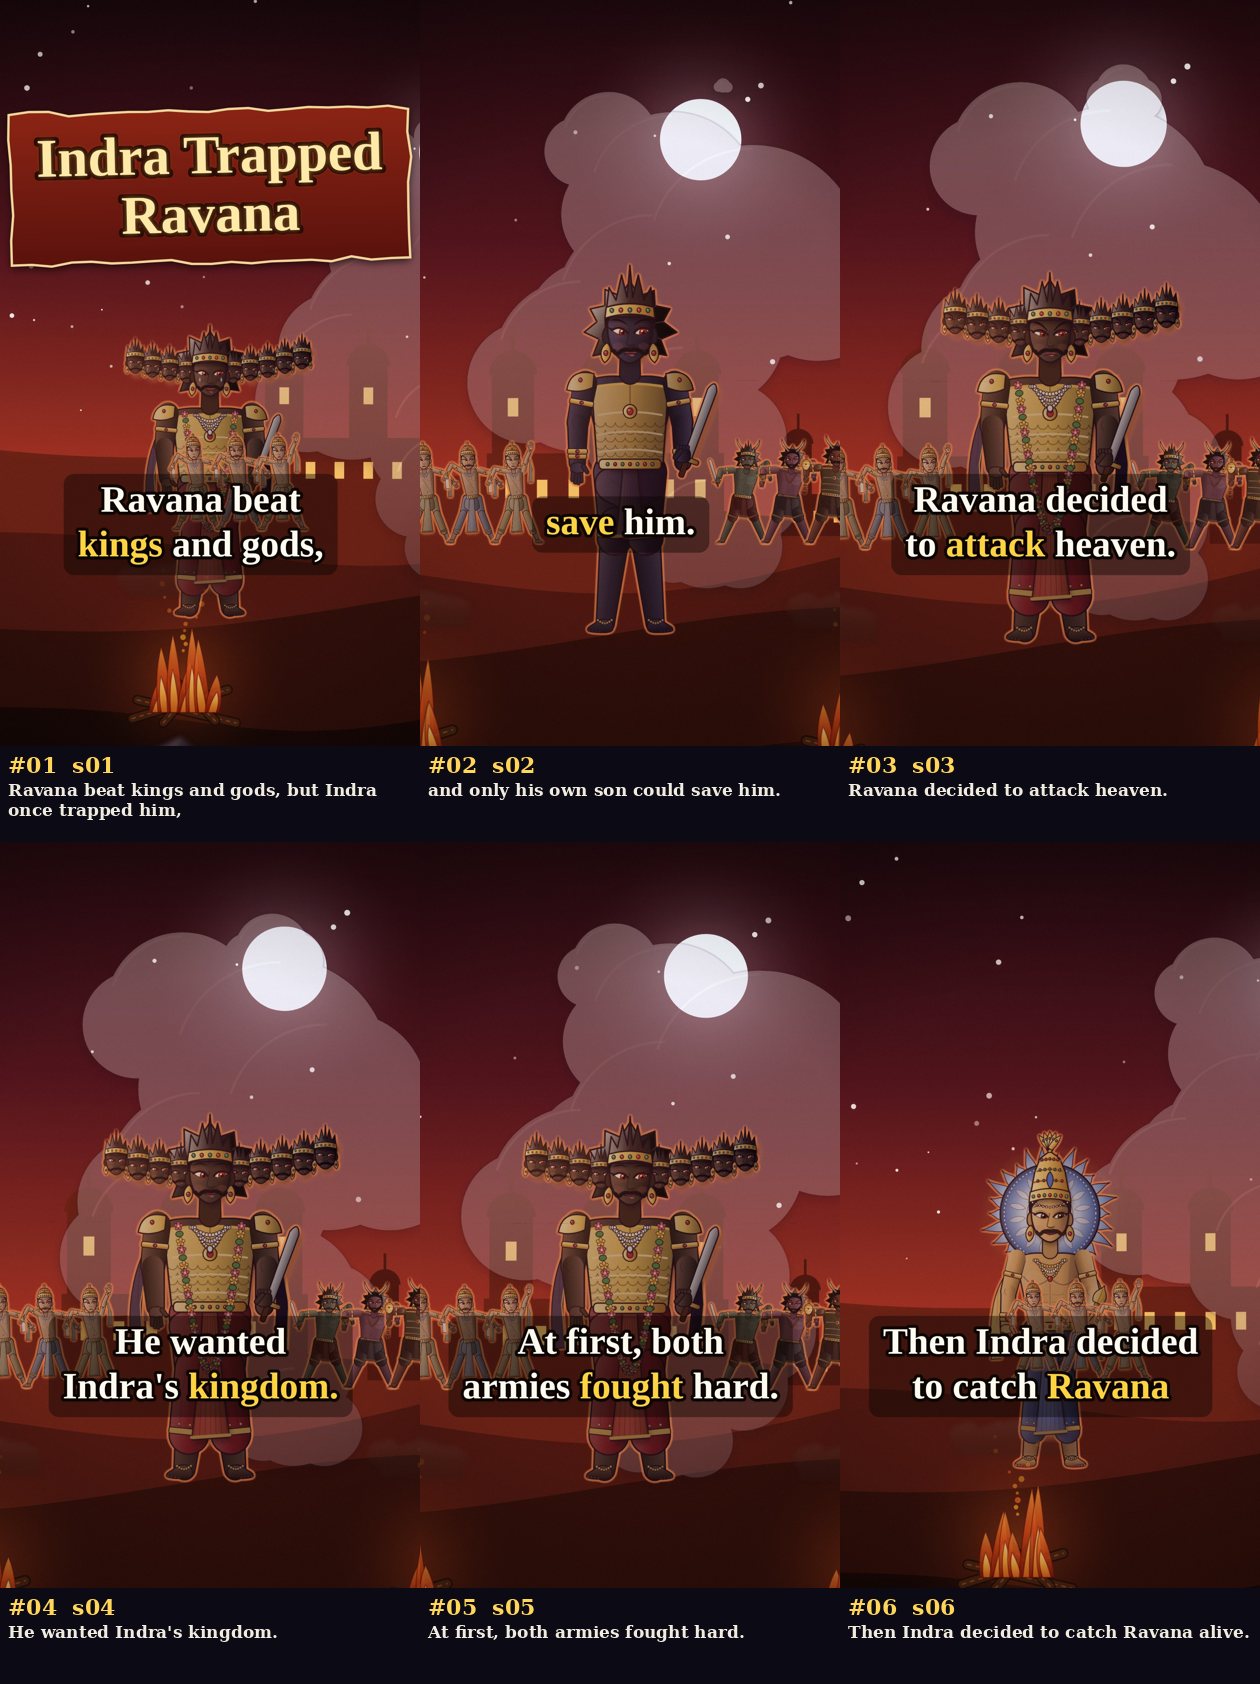 Indra Trapped
Ravana
Ravana beat
kings and gods,
#01 s01
Ravana beat kings and gods, but Indra
once trapped him,
save him.
#02 s02
and only his own son could save him.
Ravana decided
to attack heaven.
#03 s03
Ravana decided to attack heaven.
He wanted
Indra's kingdom.
#04 s04
He wanted Indra's kingdom.
At first, both
armies fought hard.
#05 s05
At first, both armies fought hard.
Then Indra decided
to catch Ravana
#06 s06
Then Indra decided to catch Ravana alive.